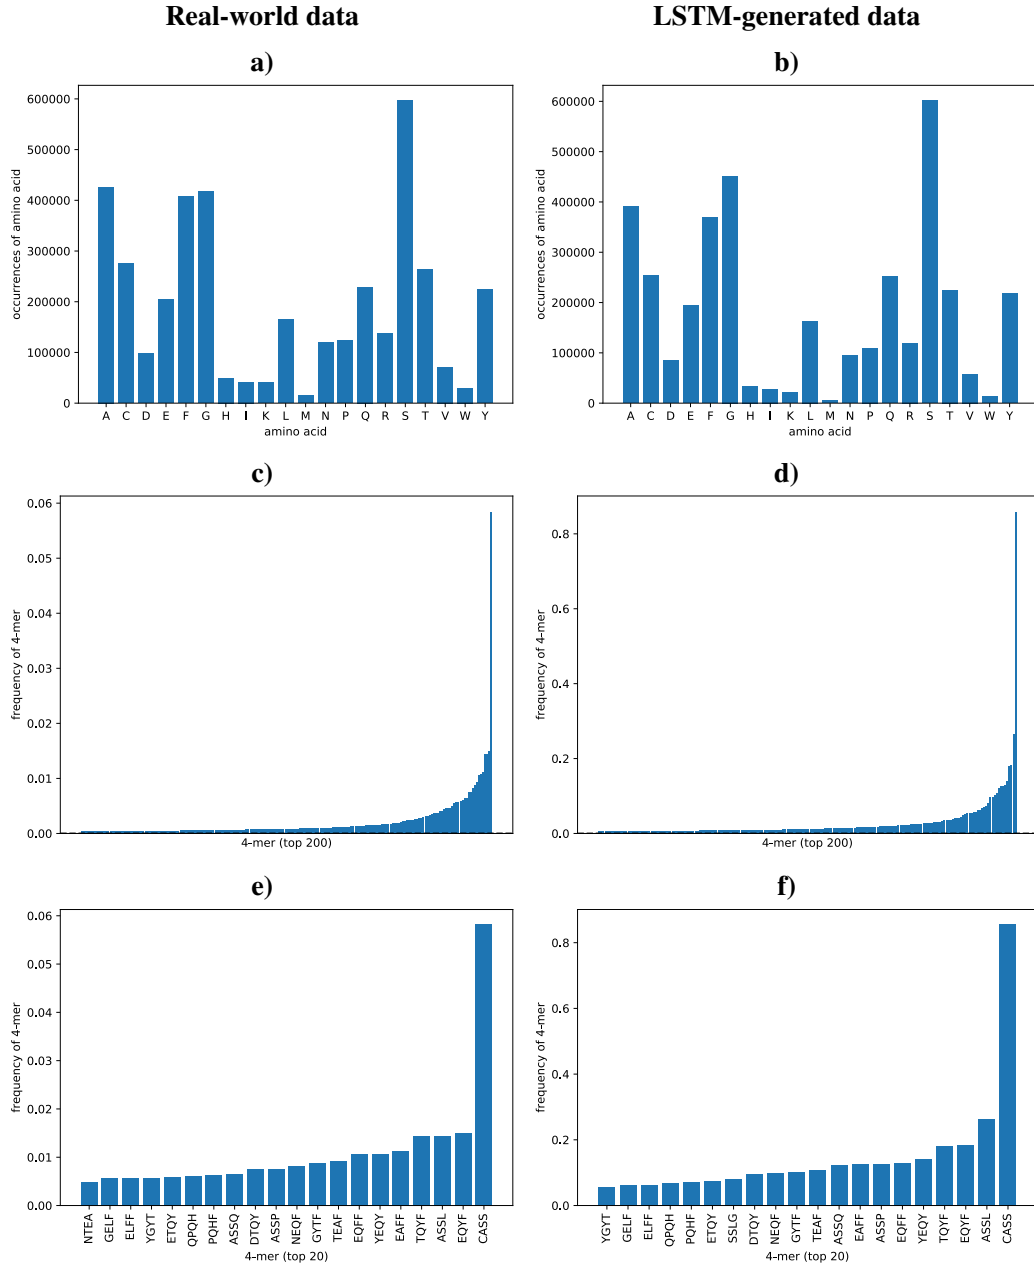 Real-world data
LSTM-generated data
a)
b)
600000
500000
400000
300000
200000
100000
0
occurrences of amino acid
A C D E F G H I K L M N P Q R S T V W Y
amino acid
600000
500000
400000
300000
200000
100000
0
occurrences of amino acid
A C D E F G H I K L M N P Q R S T V W Y
amino acid
c)
d)
0.06
0.05
0.04
0.03
0.02
0.01
0.00
frequency of 4-mer
4-mer (top 200)
0.8
0.6
0.4
0.2
0.0
frequency of 4-mer
4-mer (top 200)
e)
f)
0.06
0.05
0.04
0.03
0.02
0.01
0.00
frequency of 4-mer
NTEA GELF ELFF YGYT ETQY QPQH PQHF ASSQ DTQY ASSP NEQF GYTF TEAF EQFF YEQY EAFF TQYF ASSL EQYF CASS
4-mer (top 20)
0.8
0.6
0.4
0.2
0.0
frequency of 4-mer
YGYT GELF ELFF QPQH PQHF ETQY SSLG DTQY NEQF GYTF TEAF ASSQ EAFF ASSP EQFF YEQY TQYF EQYF ASSL CASS
4-mer (top 20)